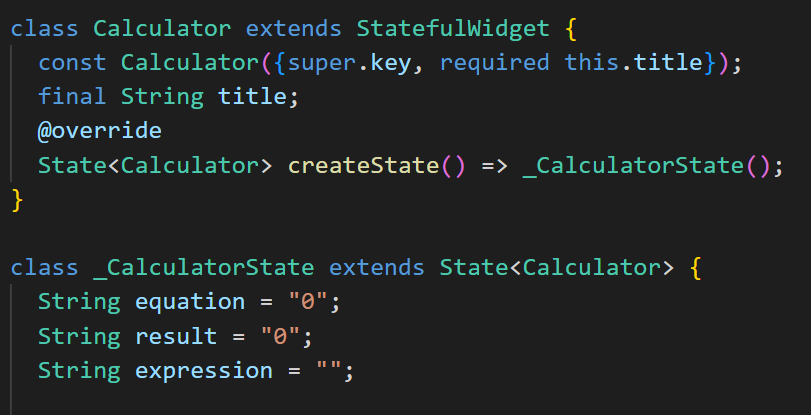 class Calculator extends StatefulWidget {
  const Calculator({super.key, required this.title});
  final String title;
  @override
  State<Calculator> createState() => _CalculatorState();
}

class _CalculatorState extends State<Calculator> {
  String equation = "0";
  String result = "0";
  String expression = "";